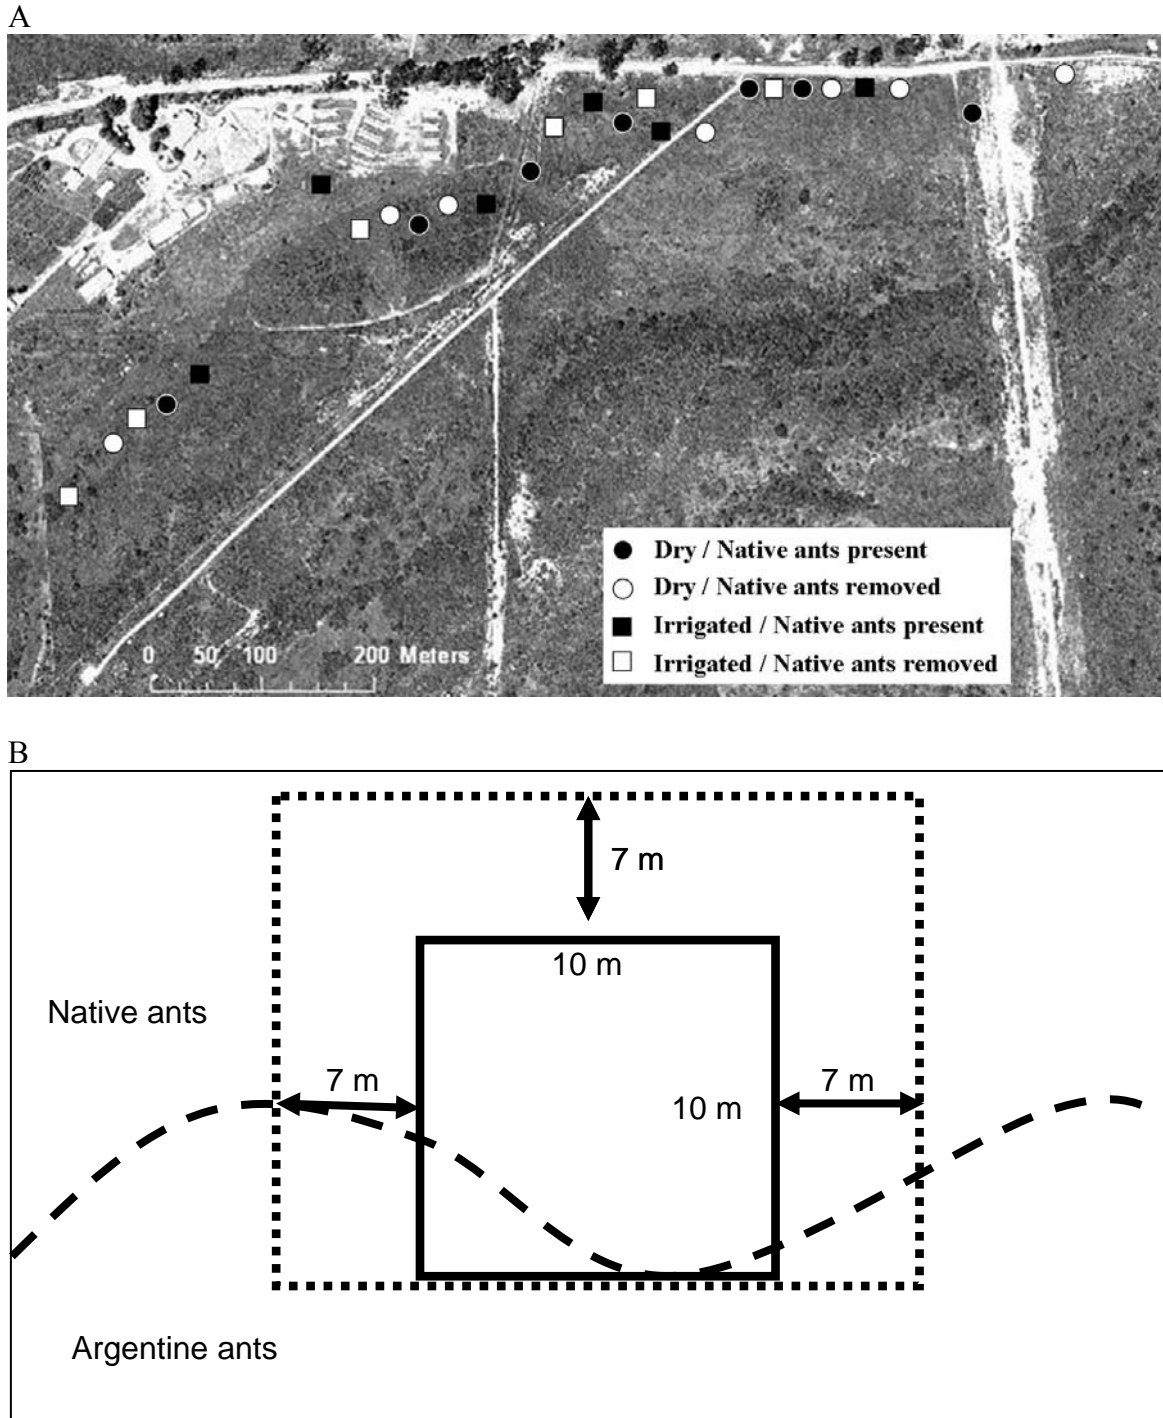 A
Dry / Native ants present
Dry / Native ants removed
Irrigated / Native ants present
Irrigated / Native ants removed
0 50 100 200 Meters
B
7 m
10 m
Native ants
7 m
7 m
10 m
Argentine ants